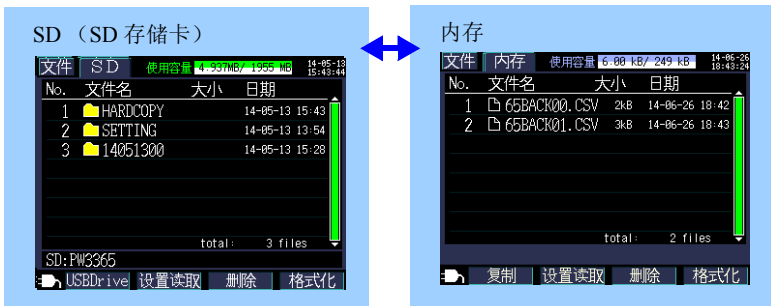 SD （SD 存储卡）
文件 SD 使用容量 4.937MB/ 1955 MB 14-05-13 15:43:44
No. 文件名 大小 日期
1 HARDCOPY 14-05-13 15:43
2 SETTING 14-05-13 13:54
3 14051300 14-05-13 15:28
total: 3 files
SD:PW3365
USBDrive 设置读取 删除 格式化
内存
文件 内存 使用容量 6.00 kB/ 249 kB 14-06-26 18:43:24
No. 文件名 大小 日期
1 65BACK00.CSV 2kB 14-06-26 18:42
2 65BACK01.CSV 3kB 14-06-26 18:43
total: 2 files
复制 设置读取 删除 格式化